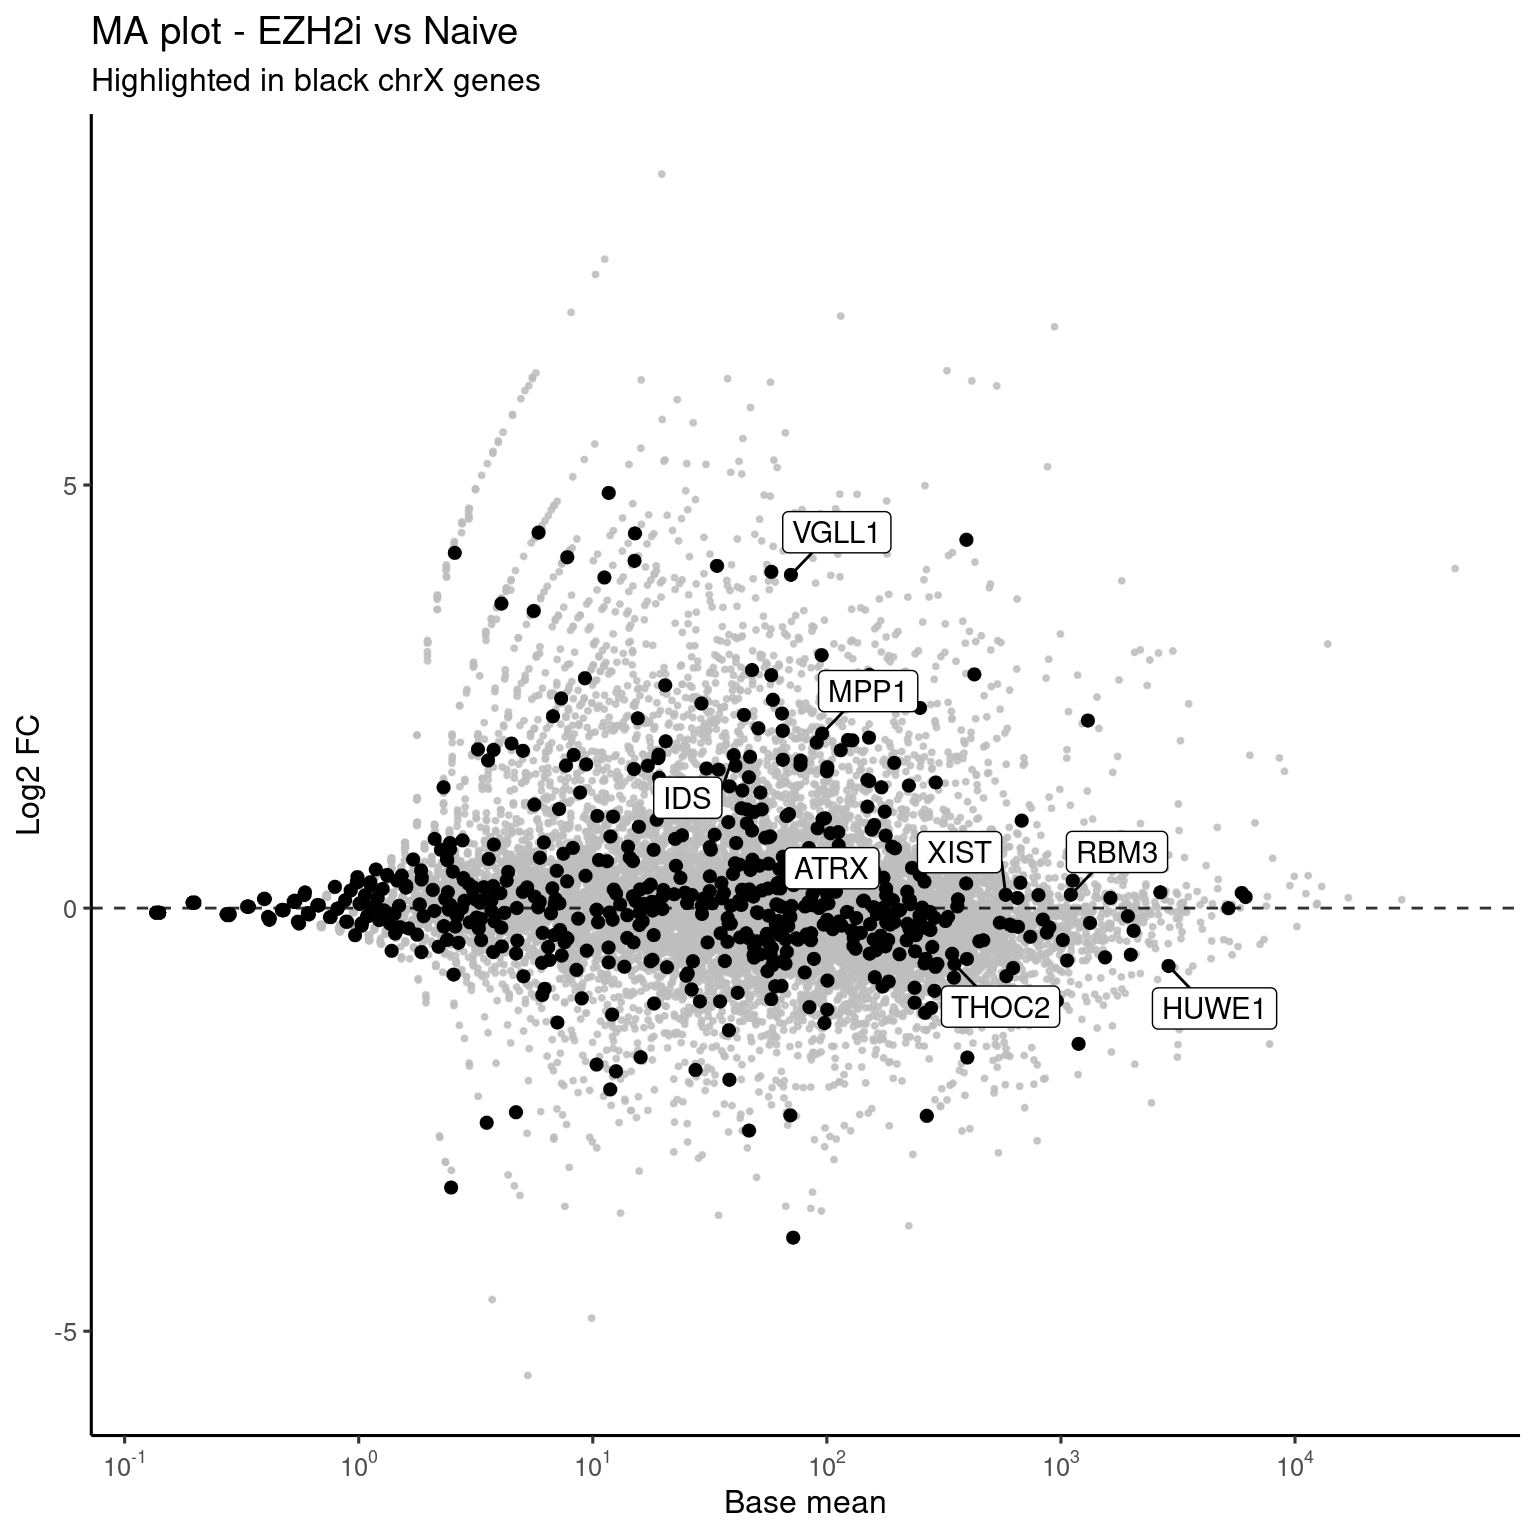 MA plot - EZH2i vs Naive
Highlighted in black chrX genes
Log2 FC
5
0
-5
VGLL1
MPP1
IDS
ATRX
XIST
RBM3
THOC2
HUWE1
10-1
100
101
102
103
104
Base mean